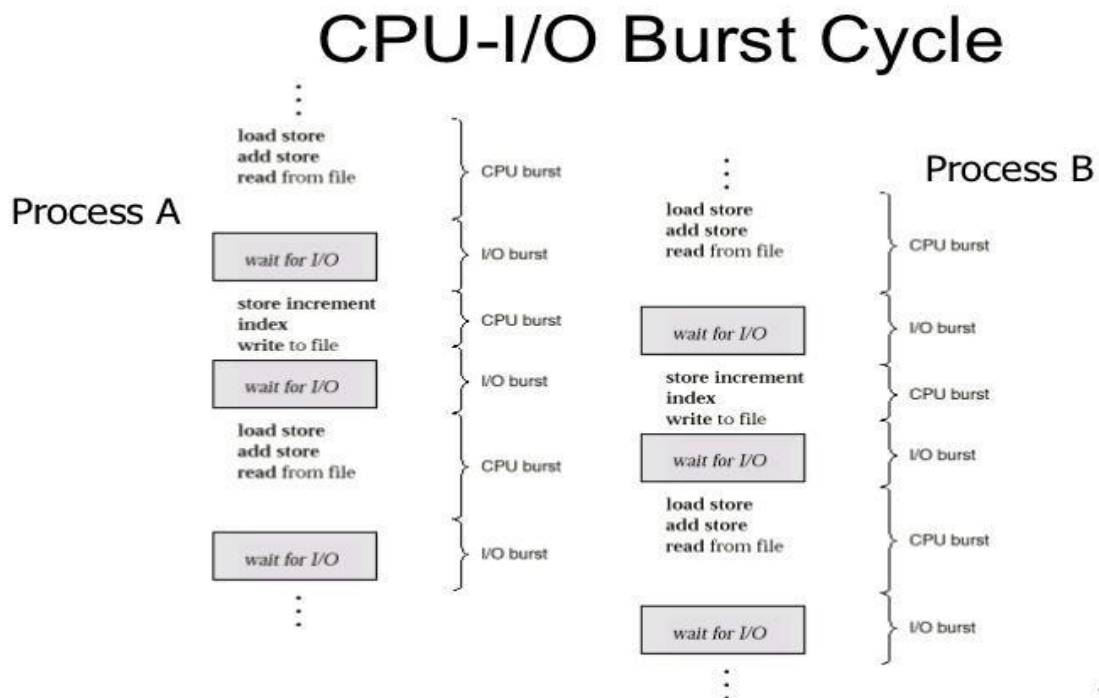 CPU-I/O Burst Cycle
Process A
load store
add store
read from file
CPU burst
wait for I/O
I/O burst
store increment
index
write to file
CPU burst
wait for I/O
I/O burst
load store
add store
read from file
CPU burst
wait for I/O
I/O burst
Process B
load store
add store
read from file
CPU burst
wait for I/O
I/O burst
store increment
index
write to file
CPU burst
wait for I/O
I/O burst
load store
add store
read from file
CPU burst
wait for I/O
I/O burst